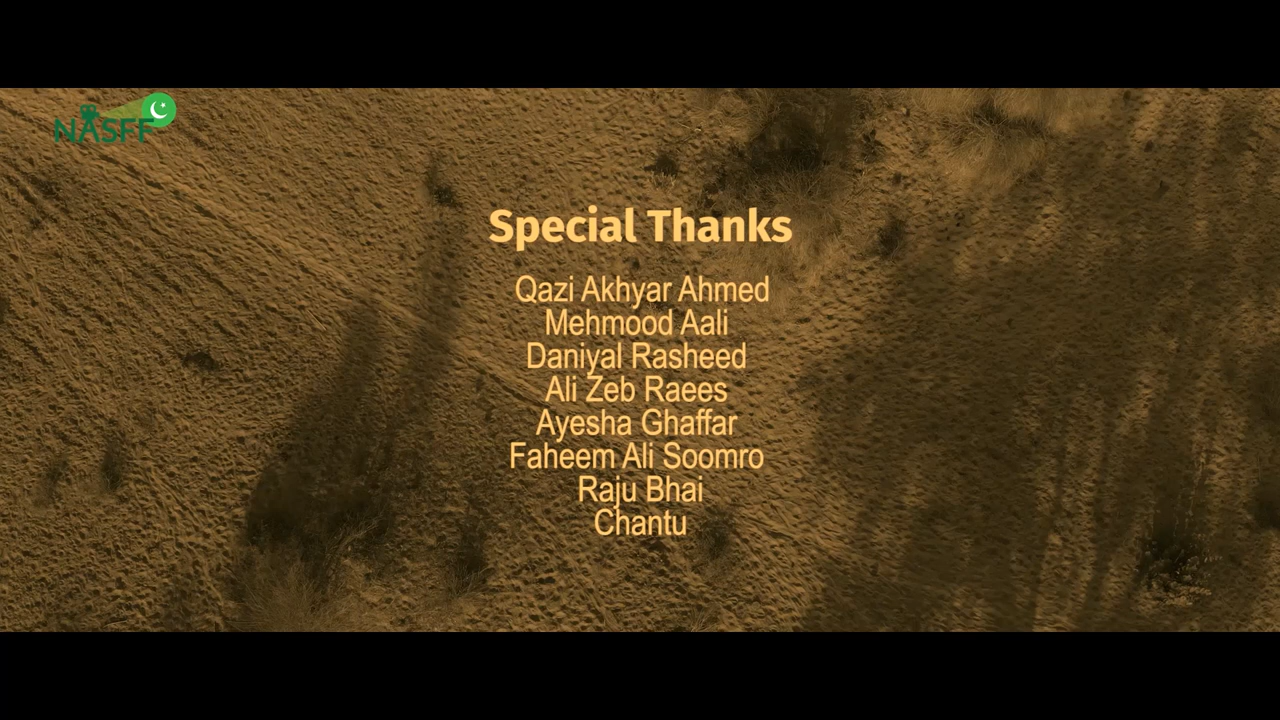 NASFF
Special Thanks
Qazi Akhyar Ahmed
Mehmood Aali
Daniyal Rasheed
Ali Zeb Raees
Ayesha Ghaffar
Faheem Ali Soomro
Raju Bhai
Chantu